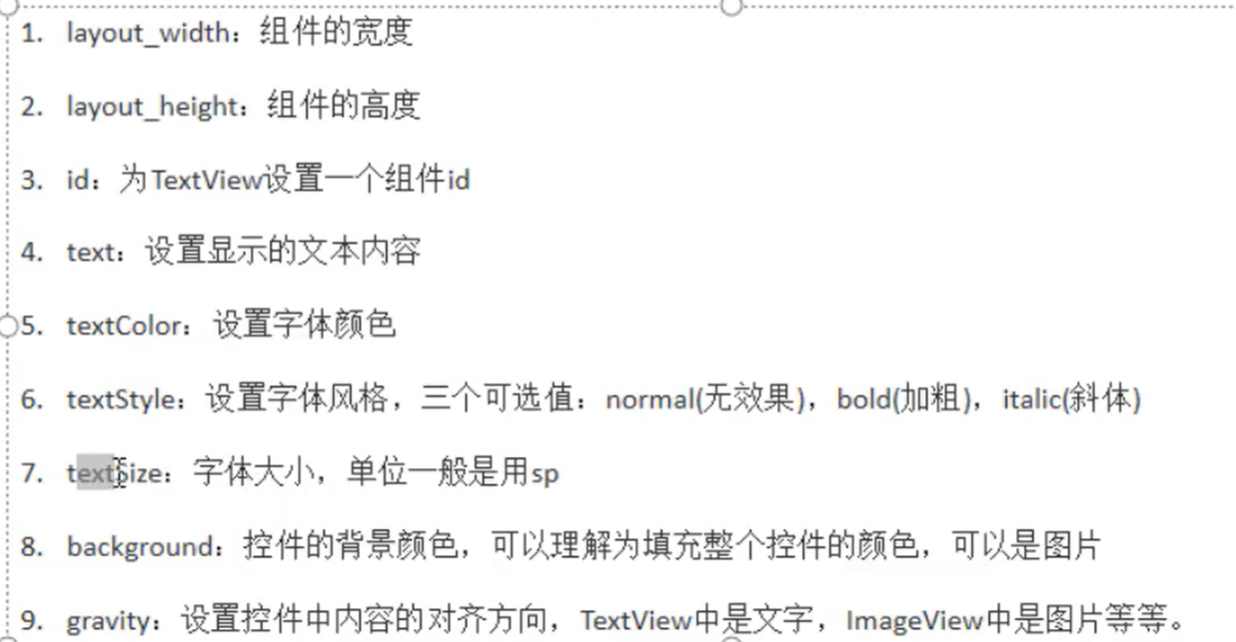 1. layout_width：组件的宽度
2. layout_height：组件的高度
3. id：为TextView设置一个组件id
4. text：设置显示的文本内容
5. textColor：设置字体颜色
6. textStyle：设置字体风格，三个可选值：normal(无效果)，bold(加粗)，italic(斜体)
7. textSize：字体大小，单位一般是用sp
8. background：控件的背景颜色，可以理解为填充整个控件的颜色，可以是图片
9. gravity：设置控件中内容的对齐方向，TextView中是文字，ImageView中是图片等等。